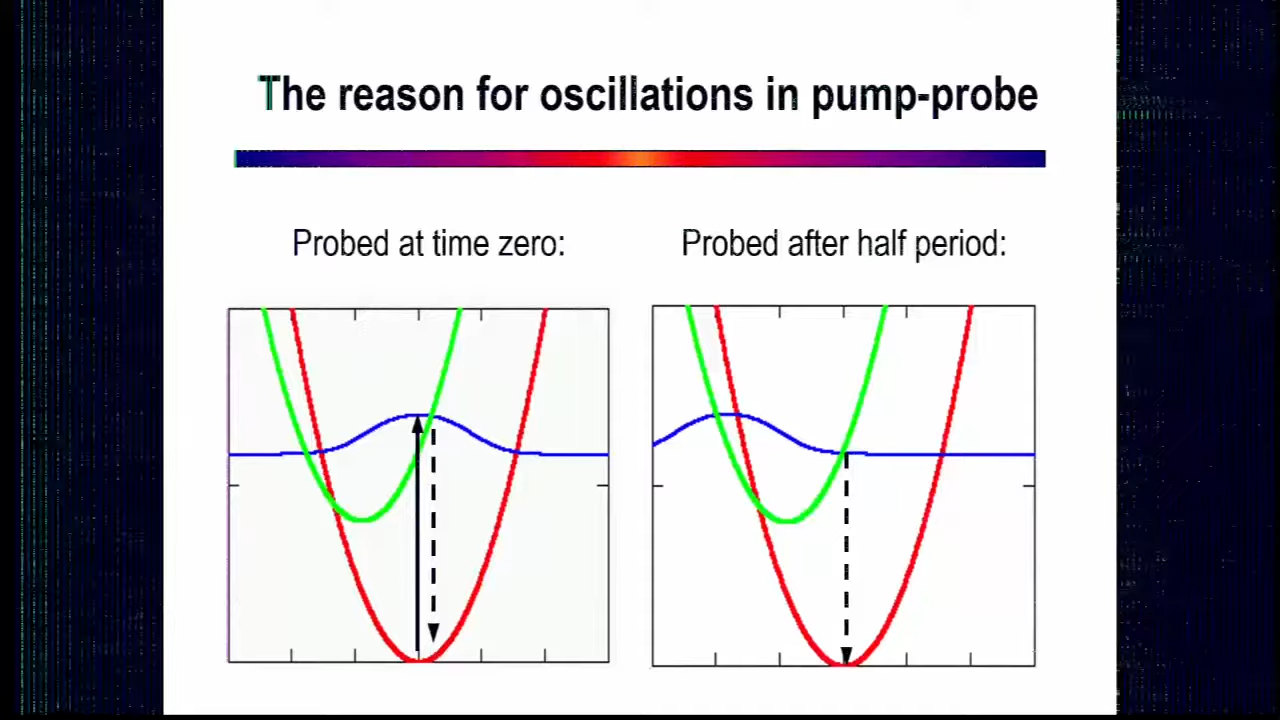 The reason for oscillations in pump-probe
Probed at time zero:
Probed after half period: